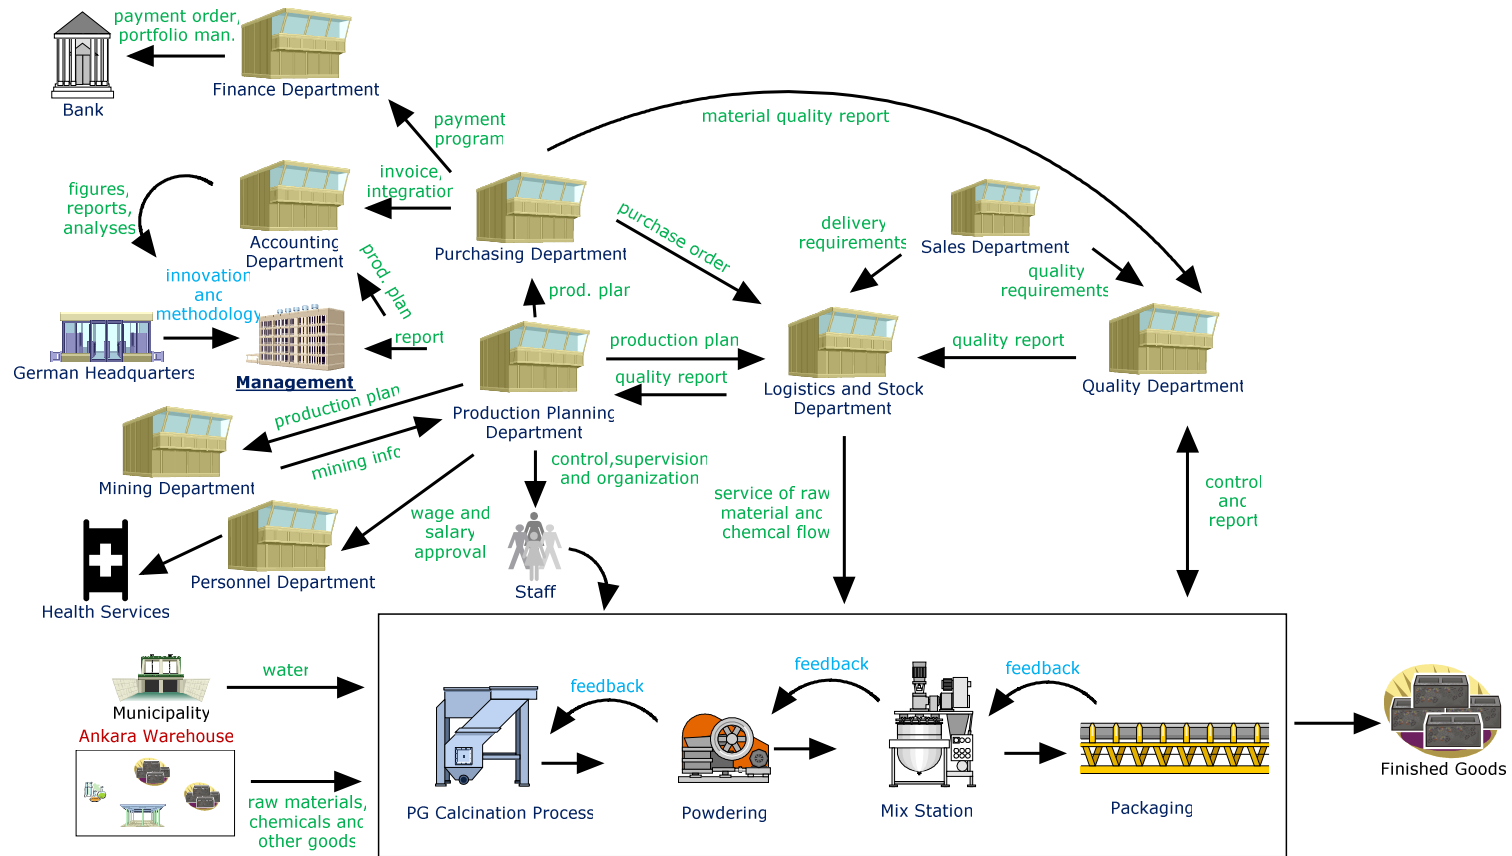 payment order,
portfolio man.
Bank
Finance Department
payment
program
material quality report
figures,
reports,
analyses
invoice,
integration
Accounting
Department
Purchasing Department
purchase order
delivery
requirements
Sales Department
quality
requirements
innovation
and
methodology
prod. plan
prod. plan
German Headquarters
Management
report
production plan
quality report
quality report
Logistics and Stock
Department
Quality Department
production plan
Production Planning
Department
mining info
Mining Department
control,supervision
and organization
service of raw
material and
chemcal flow
control
and
report
wage and
salary
approval
Personnel Department
Health Services
Staff
water
Municipality
Ankara Warehouse
raw materials,
chemicals and
other goods
feedback
feedback
feedback
PG Calcination Process
Powdering
Mix Station
Packaging
Finished Goods